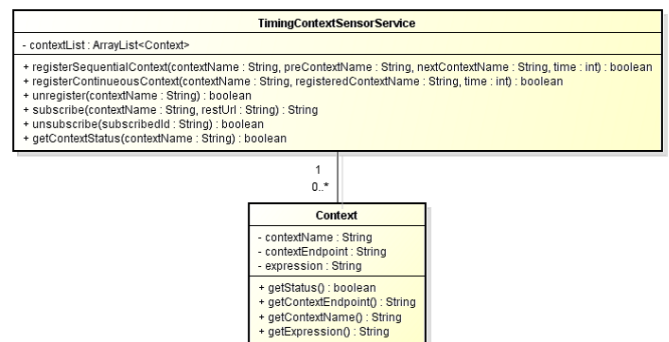 TimingContextSensorService
- contextList : ArrayList<Context>
+ registerSequentialContext(contextName : String, preContextName : String, nextContextName : String, time : int) : boolean
+ registerContinueousContext(contextName : String, registeredContextName : String, time : int) : boolean
+ unregister(contextName : String) : boolean
+ subscribe(contextName : String, restUrl : String) : String
+ unsubscribe(subscribedId : String) : boolean
+ getContextStatus(contextName : String) : boolean
1
0..*
Context
- contextName : String
- contextEndpoint : String
- expression : String
+ getStatus() : boolean
+ getContextEndpoint() : String
+ getContextName() : String
+ getExpression() : String